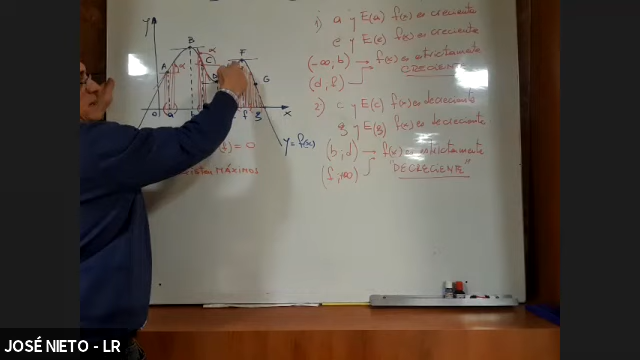 1) a y E(a) f(x) es creciente
e y E(e) f(x) es creciente
(-∞, b) → f(x) es estrictamente
(d, f) CRECIENTE
2) c y E(c) f(x) es decreciente
g y E(g) f(x) es decreciente
(b, d) → f(x) es estrictamente
(f, +∞) "DECRECIENTE"
y
B
α
F
A
α
C
D
G
o
a
f
g
x
y = f(x)
(f) = 0
MÁXIMOS
JOSÉ NIETO - LR